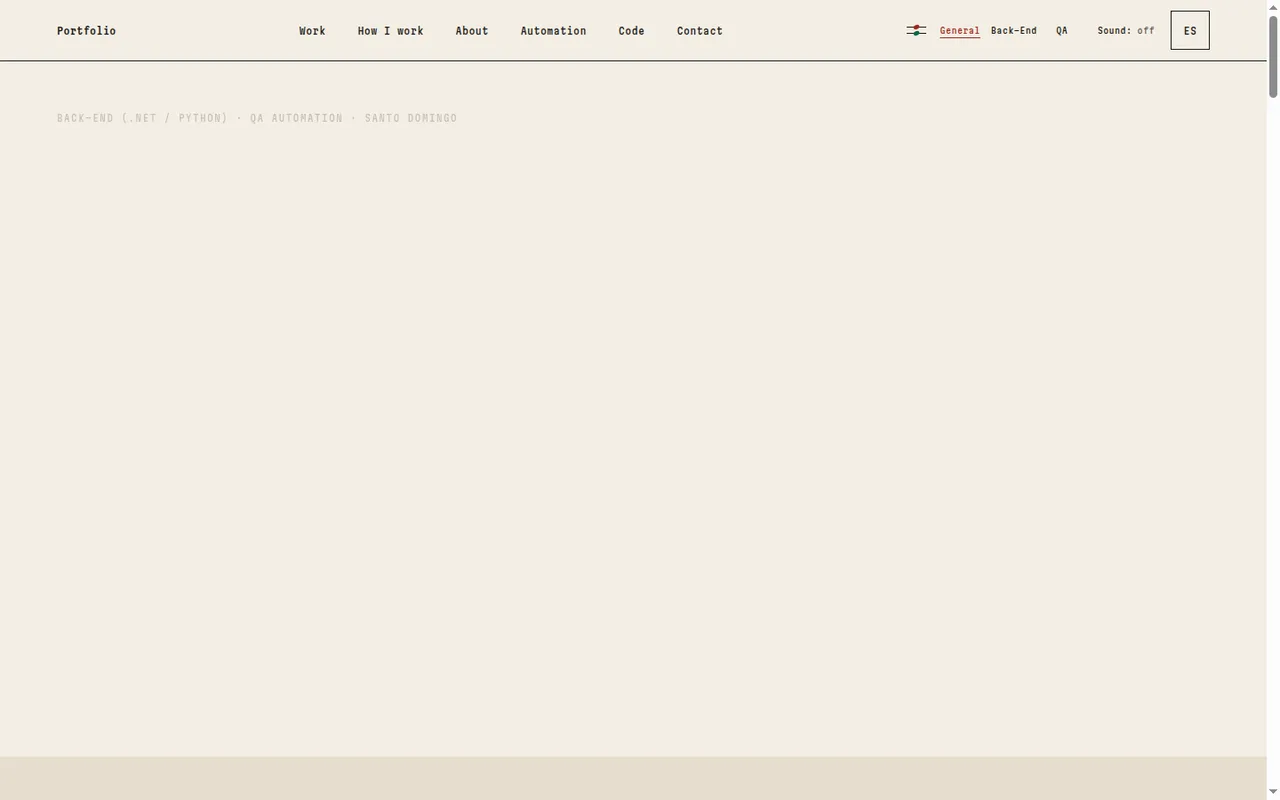 Portfolio
Work How I work About Automation Code Contact
General Back-End QA Sound: off ES
BACK-END (.NET / PYTHON) · QA AUTOMATION · SANTO DOMINGO